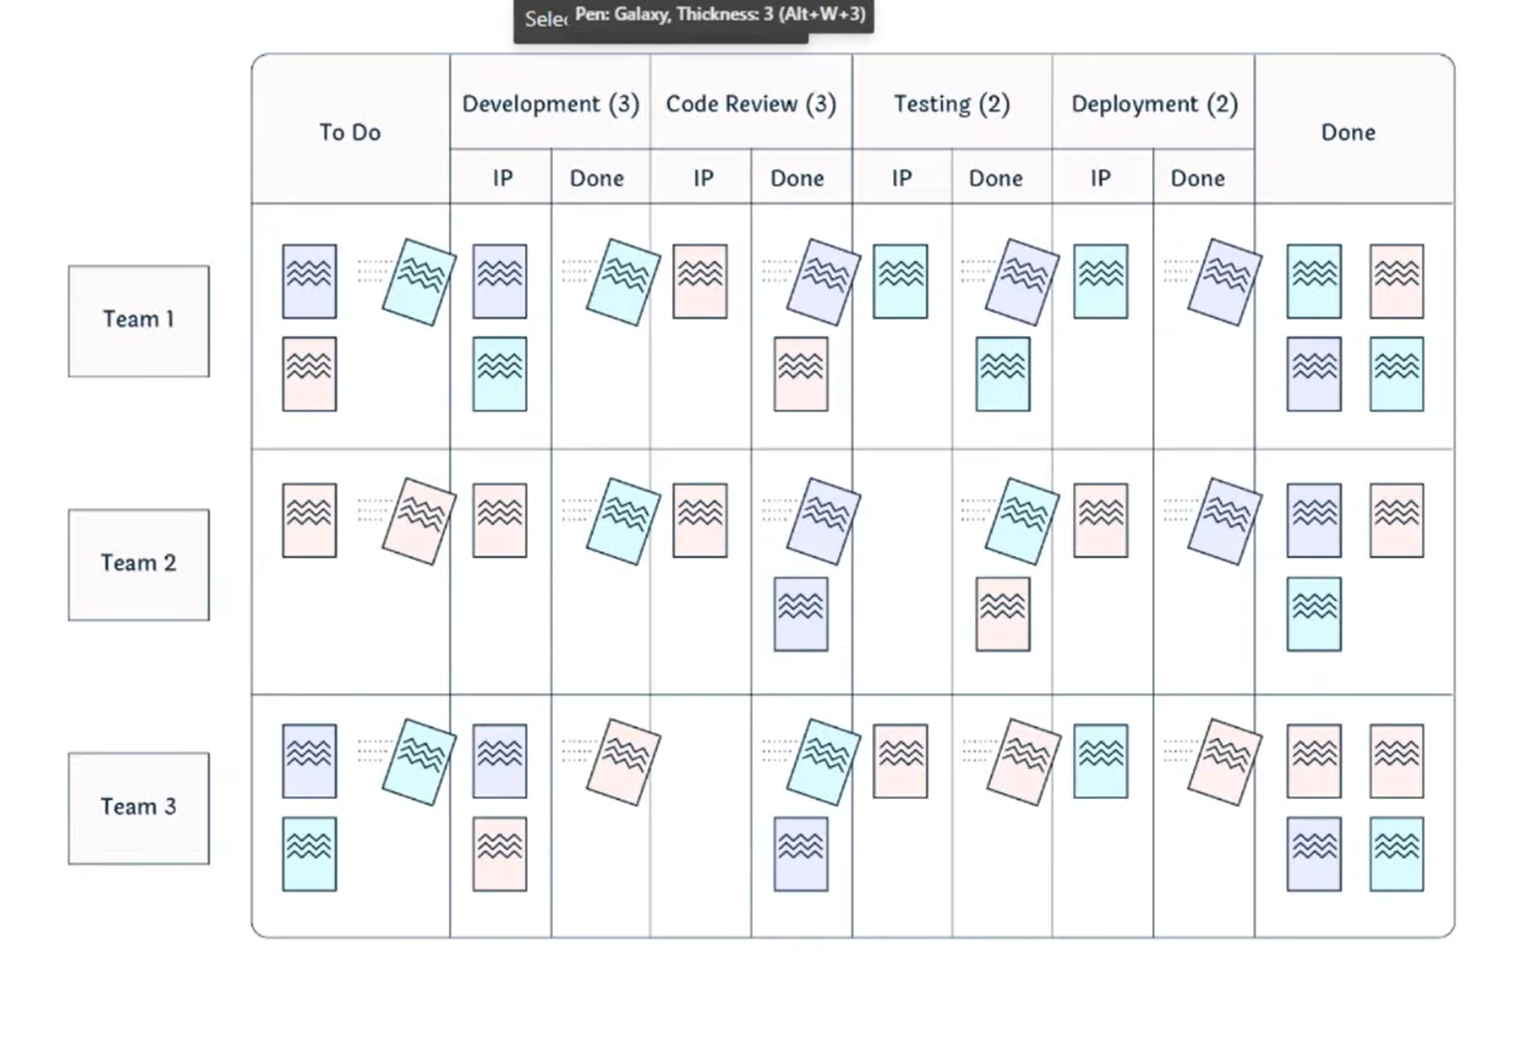 Selec
Pen: Galaxy, Thickness: 3 (Alt+W+3)
To Do
Development (3)
Code Review (3)
Testing (2)
Deployment (2)
Done
IP
Done
IP
Done
IP
Done
IP
Done
Team 1
Team 2
Team 3